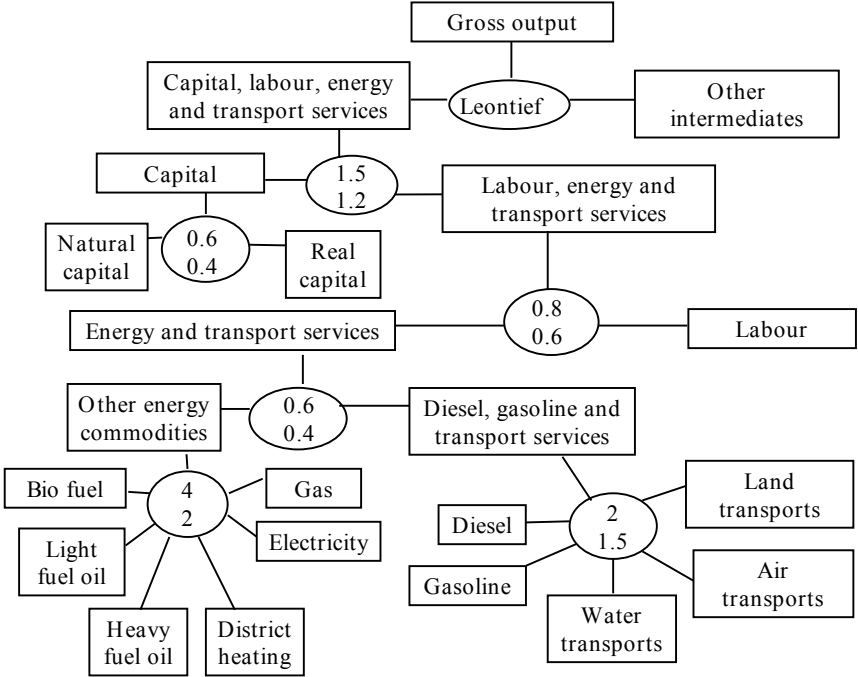 Gross output
Capital, labour, energy
and transport services
Leontief
Other
intermediates
Capital
1.5
1.2
Labour, energy and
transport services
Natural
capital
0.6
0.4
Real
capital
Energy and transport services
0.8
0.6
Labour
Other energy
commodities
0.6
0.4
Diesel, gasoline and
transport services
Bio fuel
4
2
Gas
Light
fuel oil
Electricity
Heavy
fuel oil
District
heating
Diesel
2
1.5
Land
transports
Gasoline
Water
transports
Air
transports